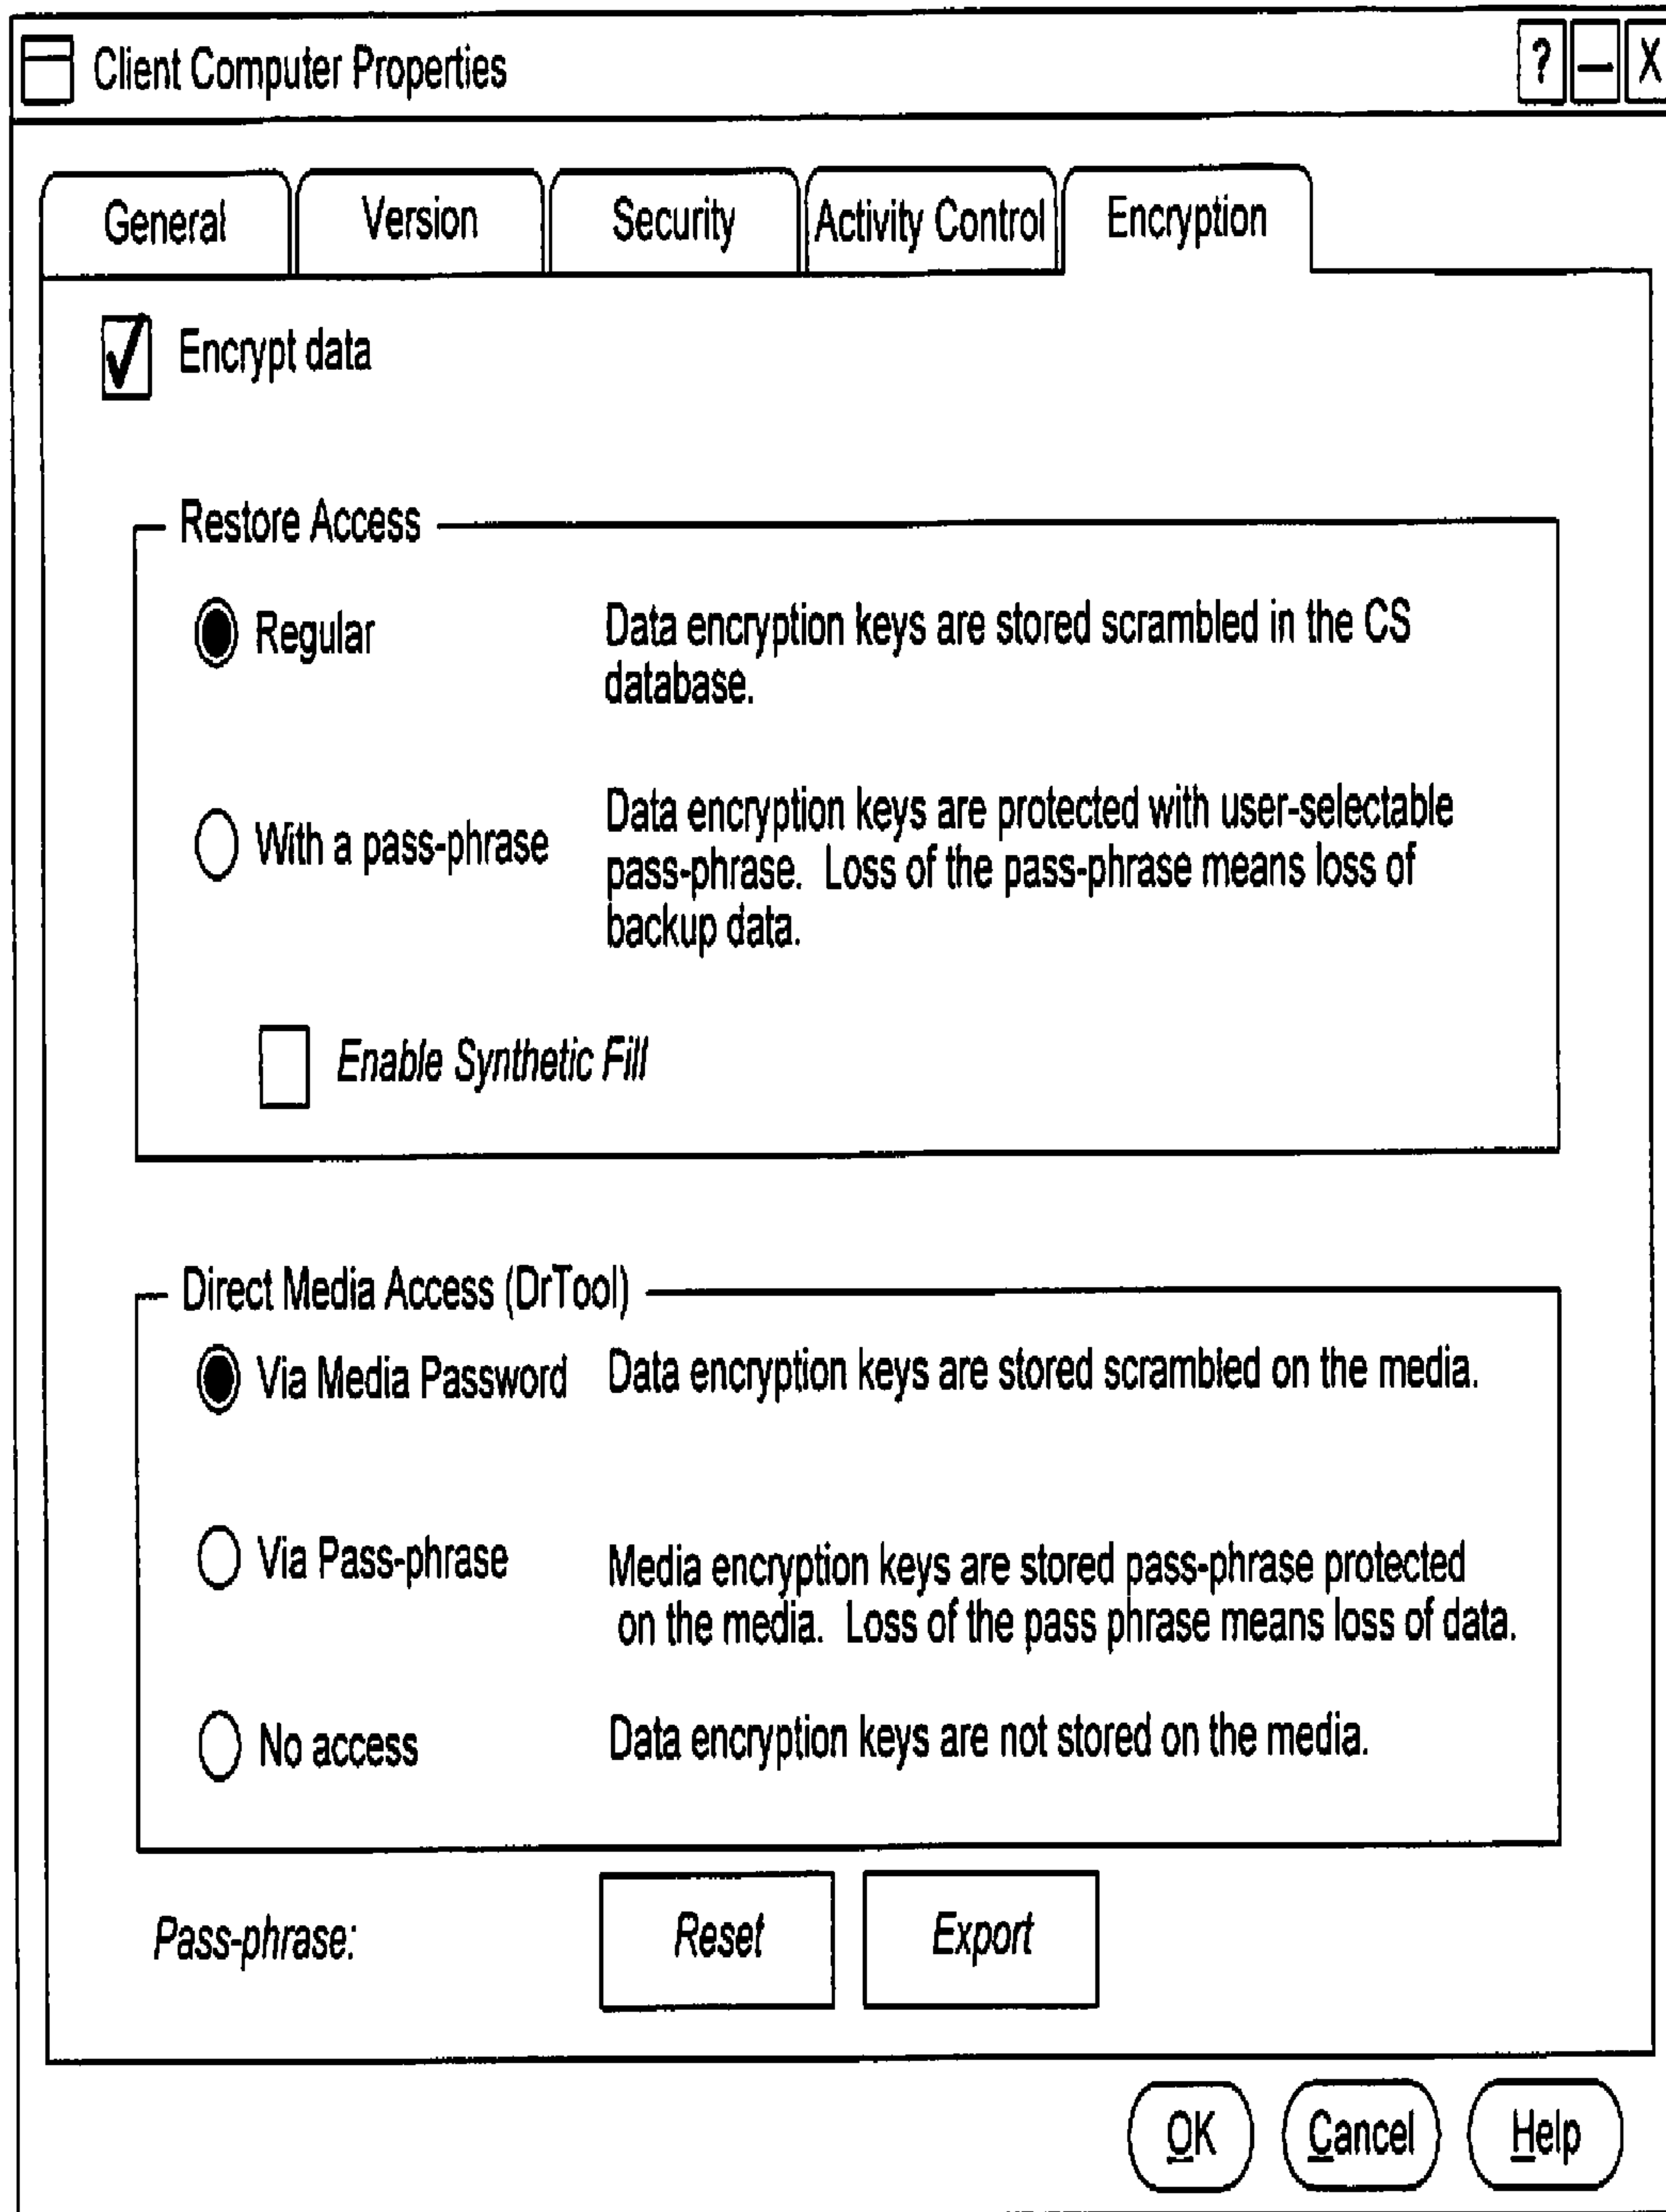 Client Computer Properties ? — X
General Version Security Activity Control Encryption
Encrypt data
Restore Access
Regular Data encryption keys are stored scrambled in the CS
database.
With a pass-phrase Data encryption keys are protected with user-selectable
pass-phrase. Loss of the pass-phrase means loss of
backup data.
Enable Synthetic Fill
Direct Media Access (DrTool)
Via Media Password Data encryption keys are stored scrambled on the media.
Via Pass-phrase Media encryption keys are stored pass-phrase protected
on the media. Loss of the pass phrase means loss of data.
No access Data encryption keys are not stored on the media.
Pass-phrase: Reset Export
OK Cancel Help